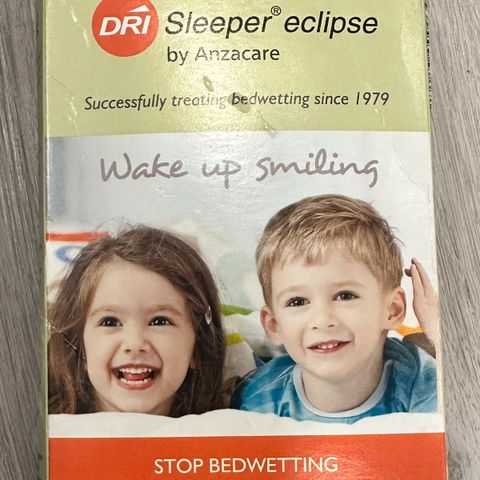 DRI Sleeper® eclipse
by Anzacare
Successfully treating bedwetting since 1979
Wake up smiling
STOP BEDWETTING